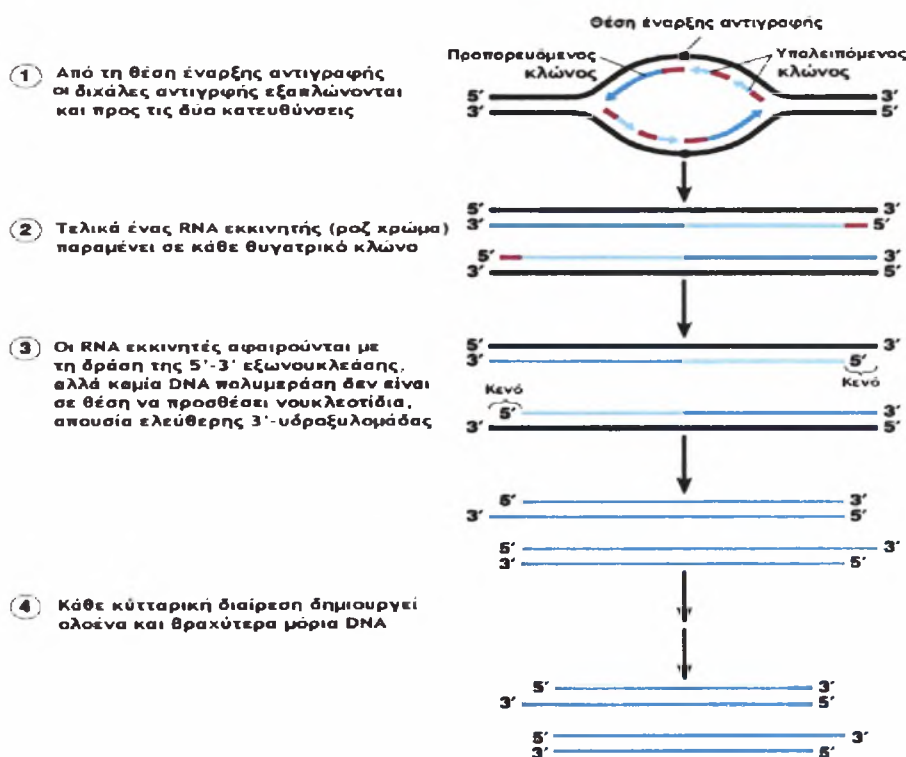 Θέση έναρξης αντιγραφής
Προπορευόμενος
κλώνος
Υπολειπόμενος
κλώνος
1 Από τη θέση έναρξης αντιγραφής
οι διχάλες αντιγρφής εξαπλώνονται
και προς τις δύο κατευθύνσεις
5′ 3′
3′ 5′
2 Τελικά ένας RNA εκκινητής (ροζ χρώμα)
παραμένει σε κάθε θυγατρικό κλώνο
5′ 3′
3′ 5′
5′ 3′
3′ 5′
3 Οι RNA εκκινητές αφαιρούνται με
τη δράση της 5'-3' εξωνουκλεάσης,
αλλά καμία DNA πολυμεράση δεν είναι
σε θέση να προσθέσει νουκλεοτίδια,
απουσία ελεύθερης 3'-υδροξυλομάδας
5′ 3′
3′ 5′
Κενό Κενό
5′ 3′
3′ 5′
5′ 3′
3′ 5′
5′ 3′
3′ 5′
4 Κάθε κύτταρική διαίρεση δημιουργεί
ολοένα και βραχύτερα μόρια DNA
5′ 3′
3′ 5′
5′ 3′
3′ 5′